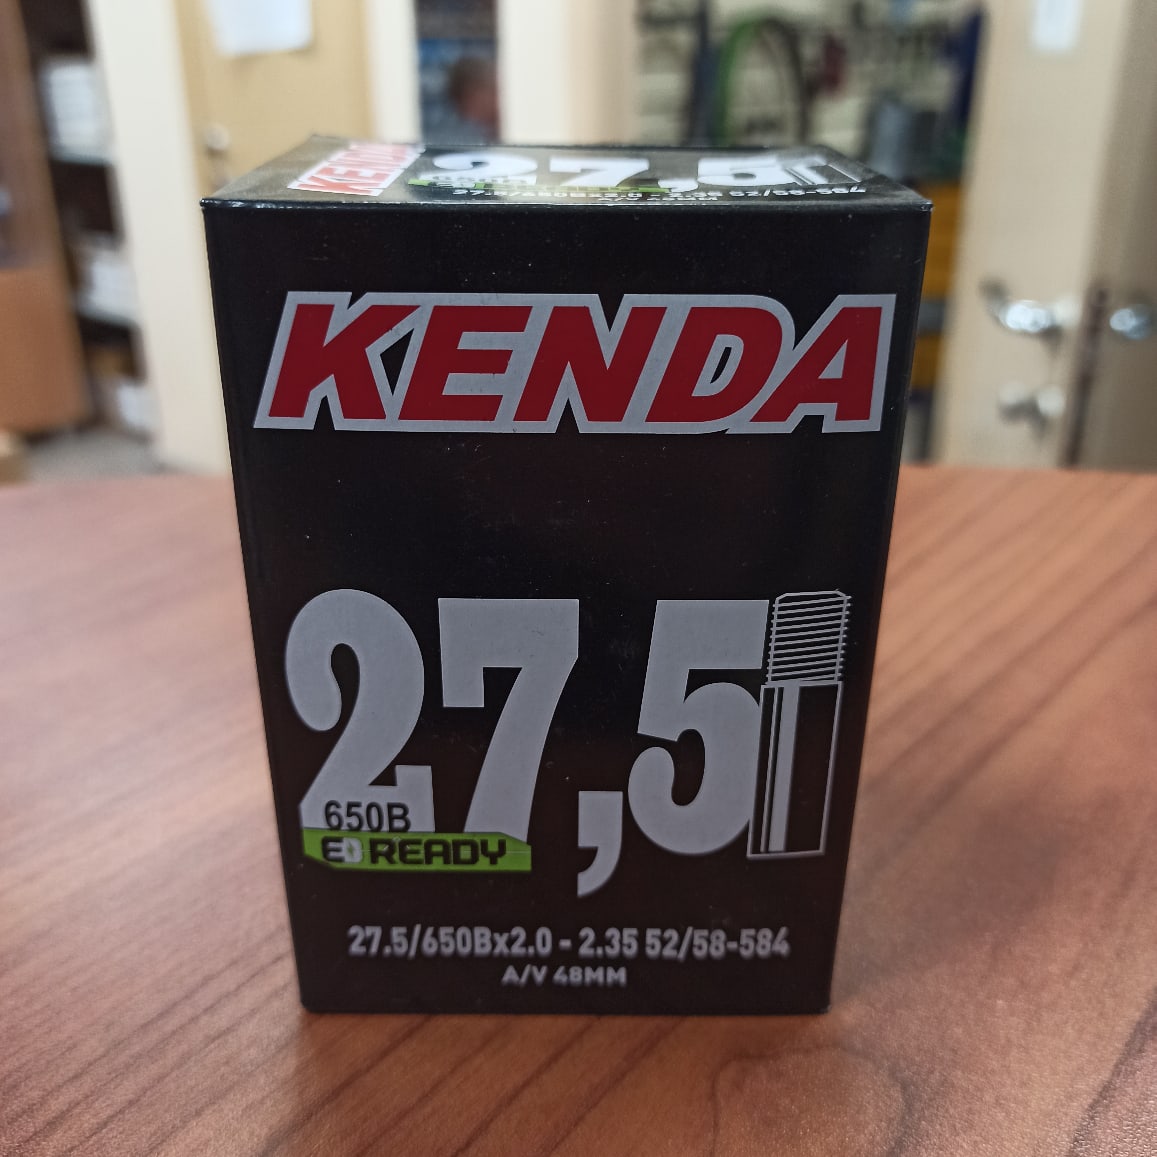 KENDA
27,5
KENDA
27,5
650B
READY
27.5/650Bx2.0 - 2.35 52/58-584
A/V 48MM